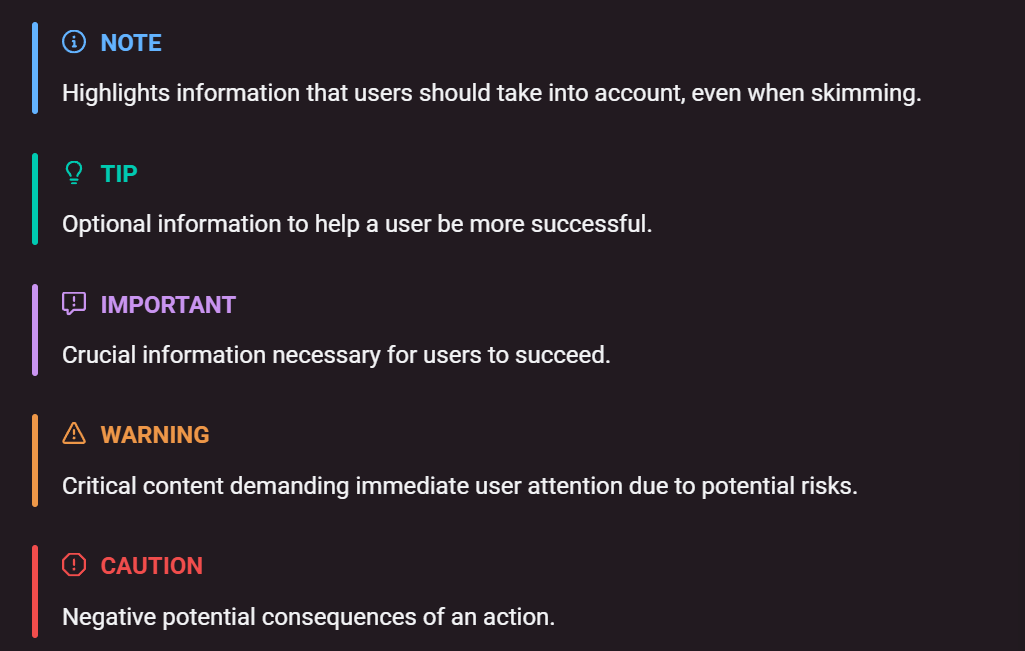 NOTE
Highlights information that users should take into account, even when skimming.
TIP
Optional information to help a user be more successful.
IMPORTANT
Crucial information necessary for users to succeed.
WARNING
Critical content demanding immediate user attention due to potential risks.
CAUTION
Negative potential consequences of an action.